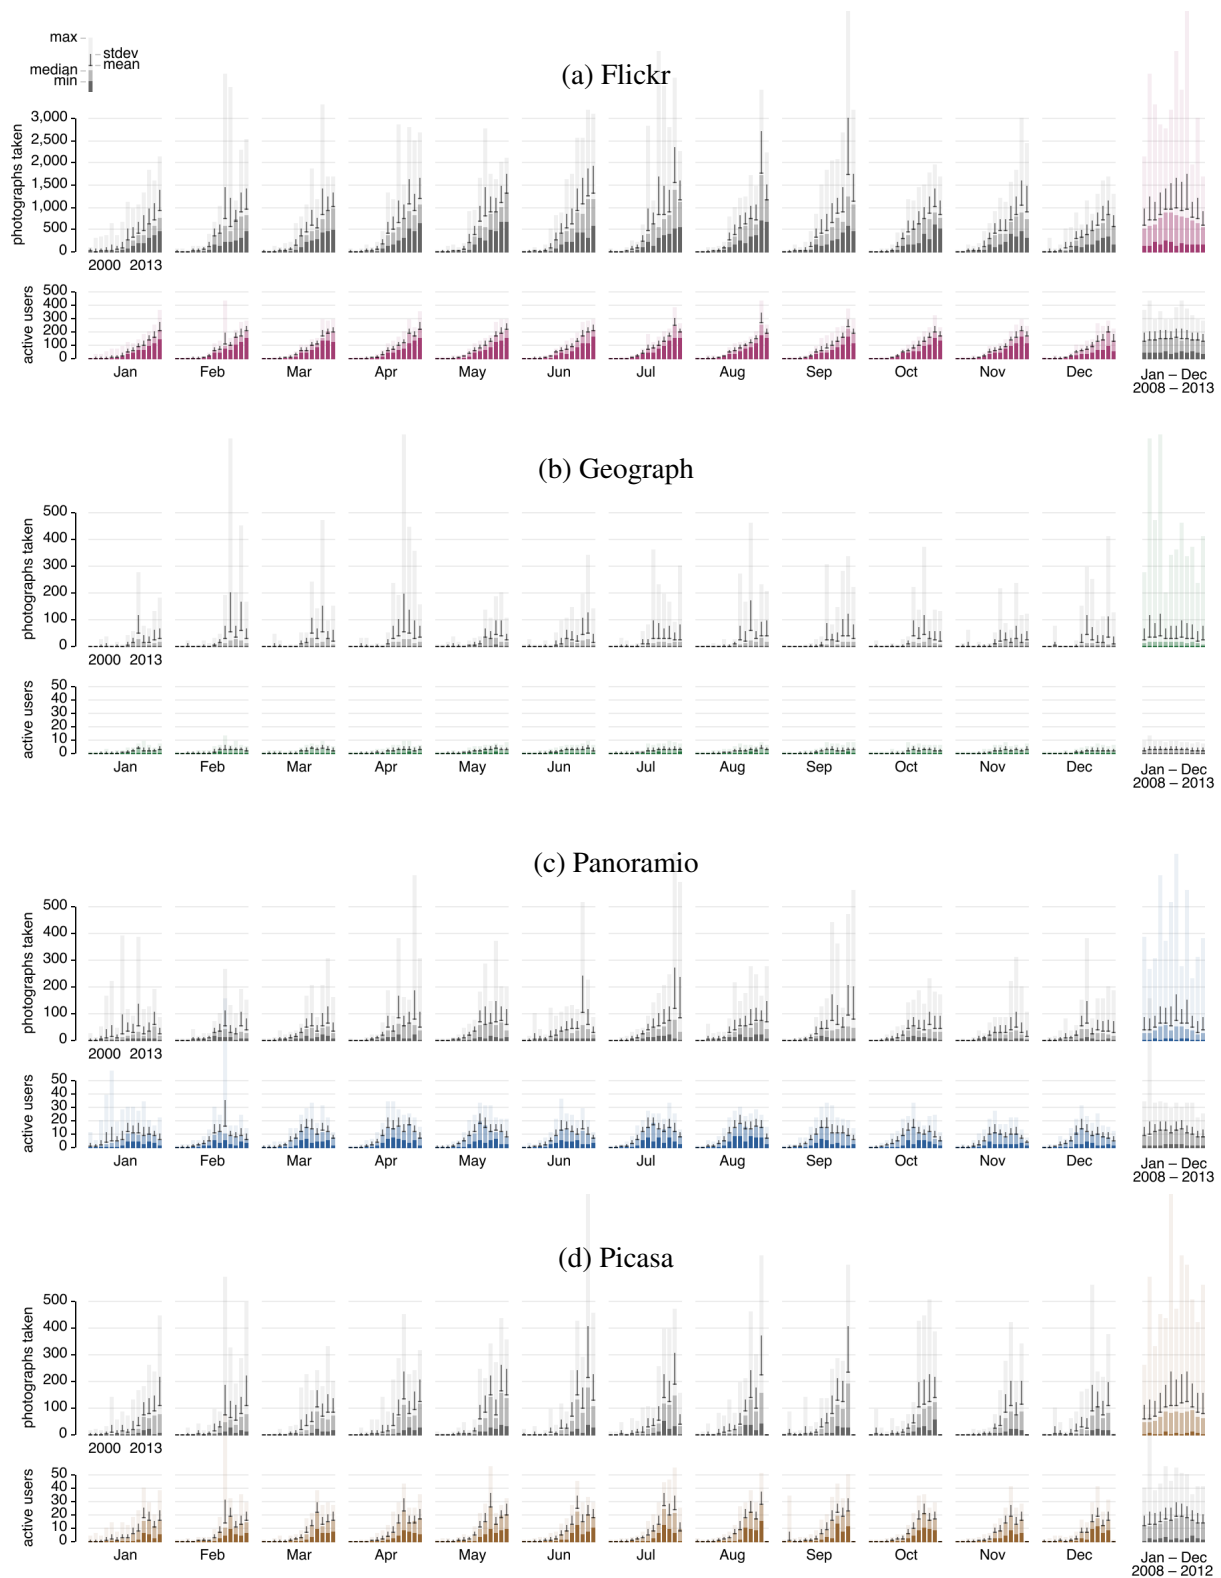 max
stdev
mean
median
min
(a) Flickr
photographs taken
3,000
2,500
2,000
1,500
1,000
500
0
2000 2013
active users
500
400
300
200
100
0
Jan Feb Mar Apr May Jun Jul Aug Sep Oct Nov Dec Jan – Dec
2008 – 2013
(b) Geograph
photographs taken
500
400
300
200
100
0
2000 2013
active users
50
40
30
20
10
0
Jan Feb Mar Apr May Jun Jul Aug Sep Oct Nov Dec Jan – Dec
2008 – 2013
(c) Panoramio
photographs taken
500
400
300
200
100
0
2000 2013
active users
50
40
30
20
10
0
Jan Feb Mar Apr May Jun Jul Aug Sep Oct Nov Dec Jan – Dec
2008 – 2013
(d) Picasa
photographs taken
500
400
300
200
100
0
2000 2013
active users
50
40
30
20
10
0
Jan Feb Mar Apr May Jun Jul Aug Sep Oct Nov Dec Jan – Dec
2008 – 2012